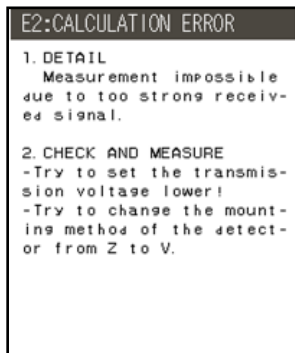 E2:CALCULATION ERROR
1. DETAIL
Measurement impossible
due to too strong receiv-
ed signal.
2. CHECK AND MEASURE
-Try to set the transmis-
sion voltage lower!
-Try to change the mount-
ing method of the detect-
or from Z to V.